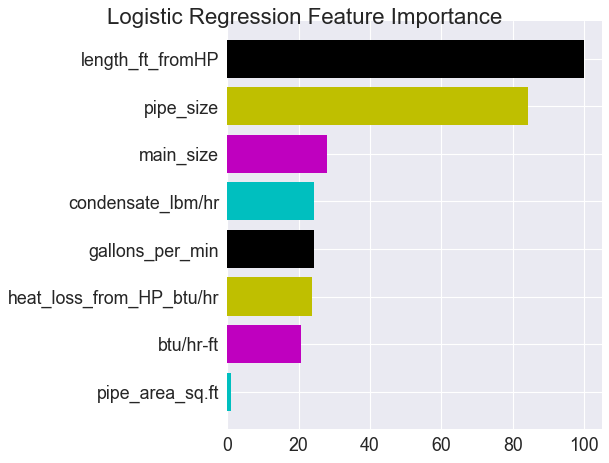 Logistic Regression Feature Importance
length_ft_fromHP
pipe_size
main_size
condensate_lbm/hr
gallons_per_min
heat_loss_from_HP_btu/hr
btu/hr-ft
pipe_area_sq.ft
0 20 40 60 80 100